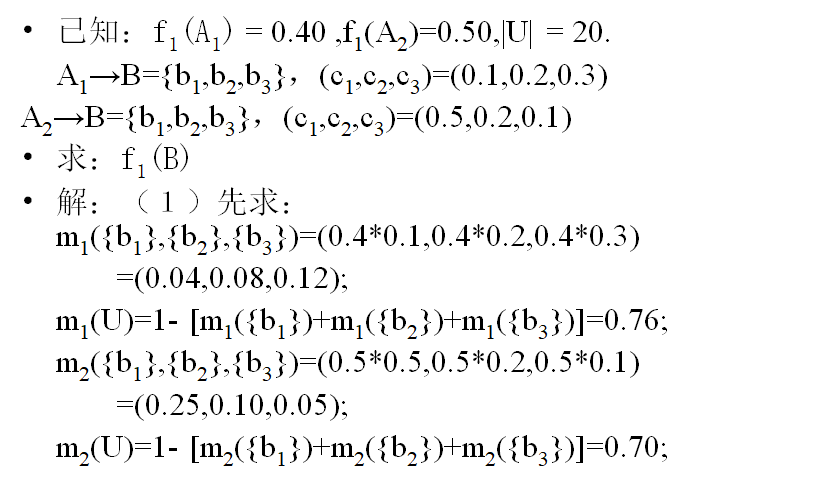 • 已知：f₁(A₁) = 0.40 ,f₁(A₂)=0.50,|U| = 20.
A₁→B={b₁,b₂,b₃}，(c₁,c₂,c₃)=(0.1,0.2,0.3)
A₂→B={b₁,b₂,b₃}，(c₁,c₂,c₃)=(0.5,0.2,0.1)
• 求：f₁(B)
• 解：（1）先求：
m₁({b₁},{b₂},{b₃})=(0.4*0.1,0.4*0.2,0.4*0.3)
=(0.04,0.08,0.12);
m₁(U)=1- [m₁({b₁})+m₁({b₂})+m₁({b₃})]=0.76;
m₂({b₁},{b₂},{b₃})=(0.5*0.5,0.5*0.2,0.5*0.1)
=(0.25,0.10,0.05);
m₂(U)=1- [m₂({b₁})+m₂({b₂})+m₂({b₃})]=0.70;